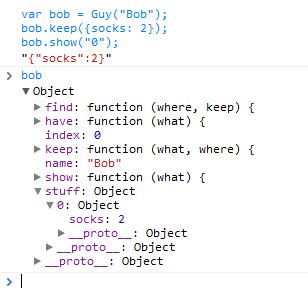 var bob = Guy("Bob");
bob.keep({socks: 2});
bob.show("0");
"{"socks":2}"
> bob
▼Object
▶find: function (where, keep) {
▶have: function (what) {
index: 0
▶keep: function (what, where) {
name: "Bob"
▶show: function (what) {
▼stuff: Object
▼0: Object
socks: 2
▶__proto__: Object
▶__proto__: Object
▶__proto__: Object
>